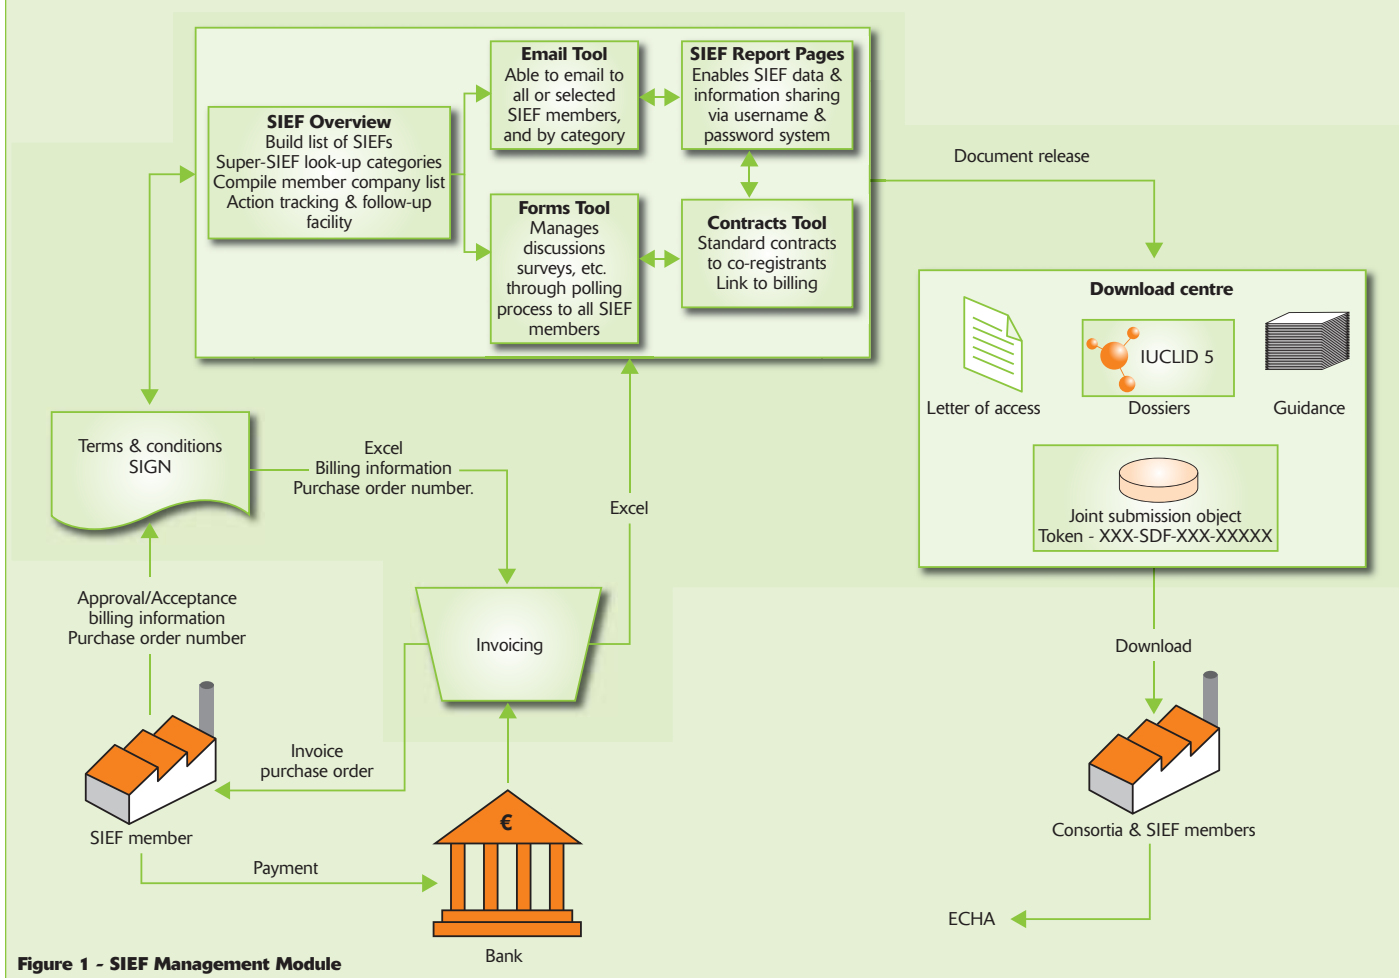 SIEF Overview
Build list of SIEFs
Super-SIEF look-up categories
Compile member company list
Action tracking & follow-up
facility
Email Tool
Able to email to
all or selected
SIEF members,
and by category
SIEF Report Pages
Enables SIEF data &
information sharing
via username &
password system
Forms Tool
Manages
discussions
surveys, etc.
through polling
process to all SIEF
members
Contracts Tool
Standard contracts
to co-registrants
Link to billing
Document release
Download centre
Letter of access
IUCLID 5
Dossiers
Guidance
Joint submission object
Token - XXX-SDF-XXX-XXXXX
Terms & conditions
SIGN
Excel
Billing information
Purchase order number.
Excel
Approval/Acceptance
billing information
Purchase order number
Invoicing
Download
Invoice
purchase order
SIEF member
Payment
€
Bank
Consortia & SIEF members
ECHA
Figure 1 - SIEF Management Module